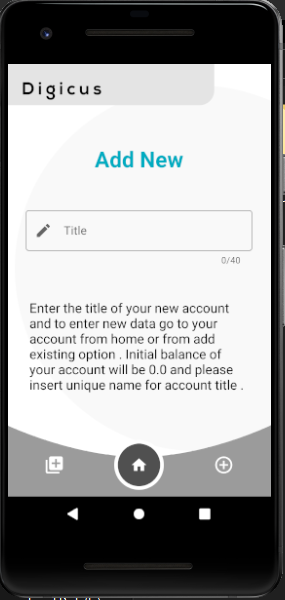 Digicus
Add New
Title
0/40
Enter the title of your new account
and to enter new data go to your
account from home or from add
existing option . Initial balance of
your account will be 0.0 and please
insert unique name for account title .